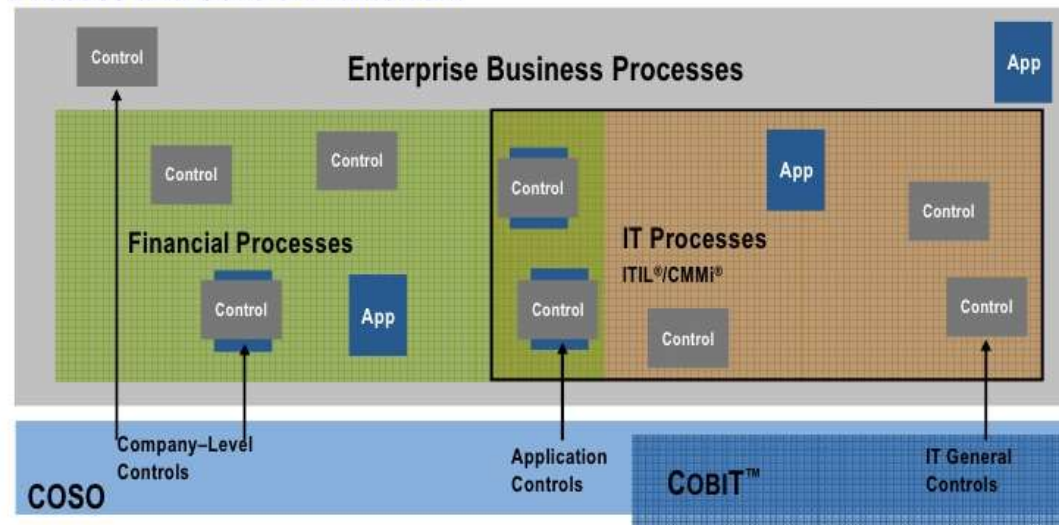 Control
Enterprise Business Processes
App
Control
Control
Control
App
Control
Financial Processes
IT Processes
ITIL®/CMMi®
Control
App
Control
Control
Control
Company–Level
Controls
Application
Controls
IT General
Controls
COSO
COBIT™